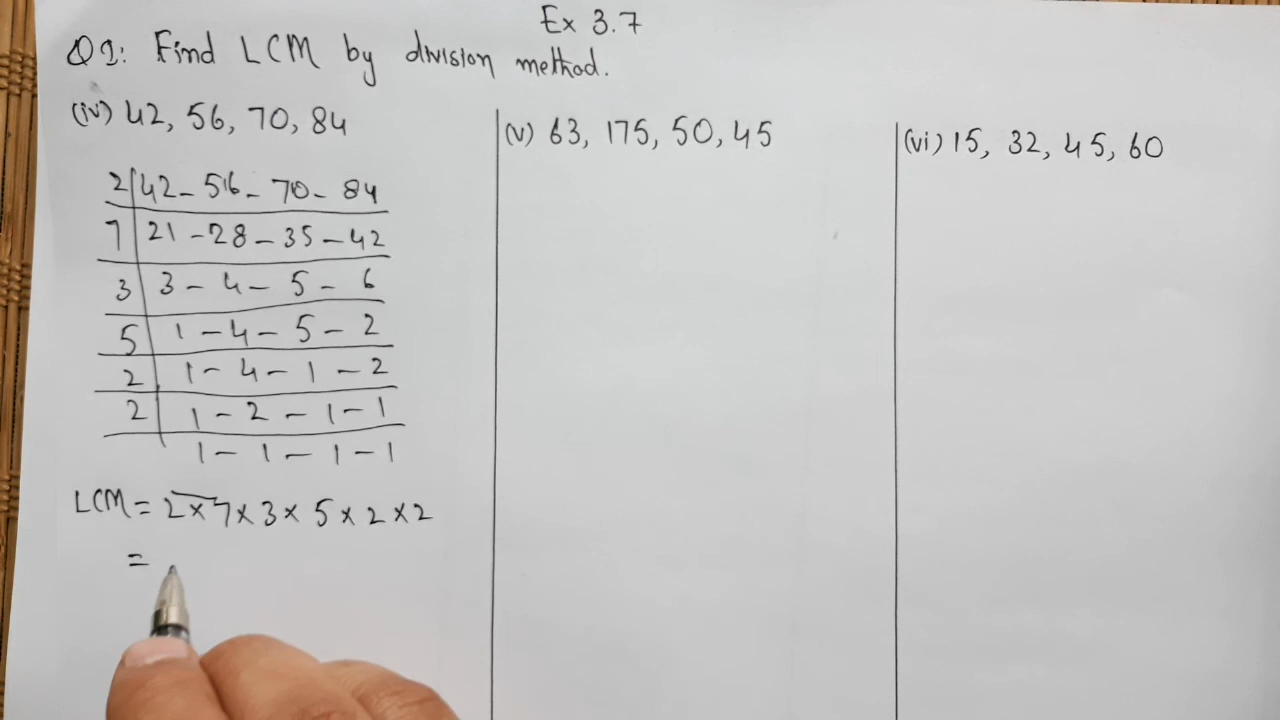 Ex 3.7
Q1: Find LCM by division method.
(iv) 42, 56, 70, 84
2 42 - 56 - 70 - 84
7 21 - 28 - 35 - 42
3 3 - 4 - 5 - 6
5 1 - 4 - 5 - 2
2 1 - 4 - 1 - 2
2 1 - 2 - 1 - 1
1 - 1 - 1 - 1
LCM = 2 × 7 × 3 × 5 × 2 × 2
=
(v) 63, 175, 50, 45
(vi) 15, 32, 45, 60